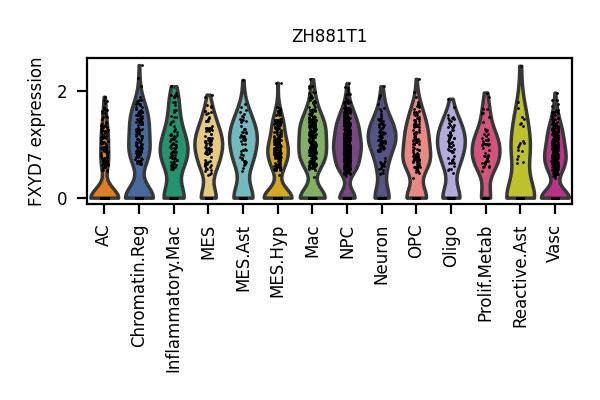 ZH881T1
FXYD7 expression
2
0
AC
Chromatin.Reg
Inflammatory.Mac
MES
MES.Ast
MES.Hyp
Mac
NPC
Neuron
OPC
Oligo
Prolif.Metab
Reactive.Ast
Vasc